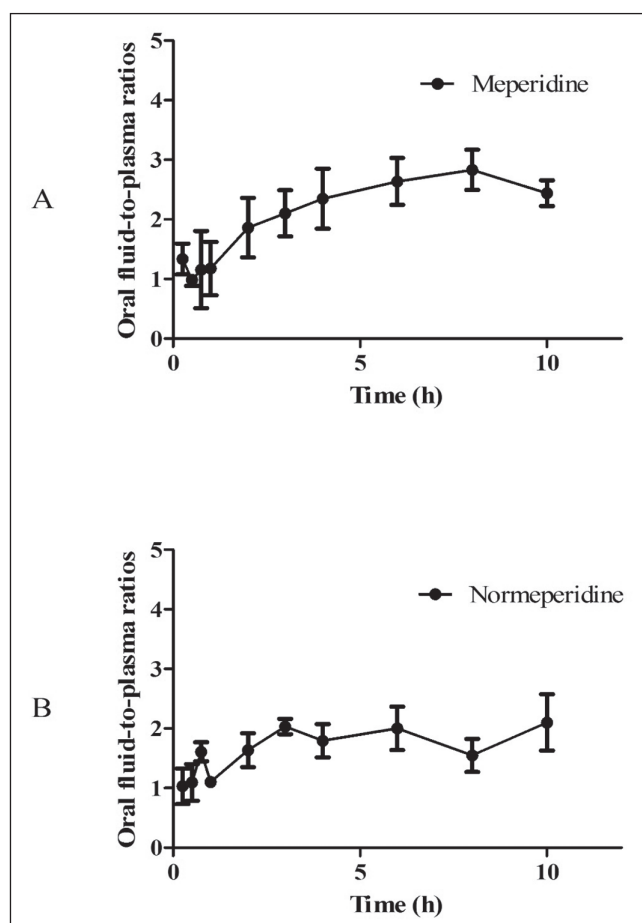 A
Oral fluid-to-plasma ratios
5
4
3
2
1
0
Meperidine
0
5
10
Time (h)
B
Oral fluid-to-plasma ratios
5
4
3
2
1
0
Normeperidine
0
5
10
Time (h)